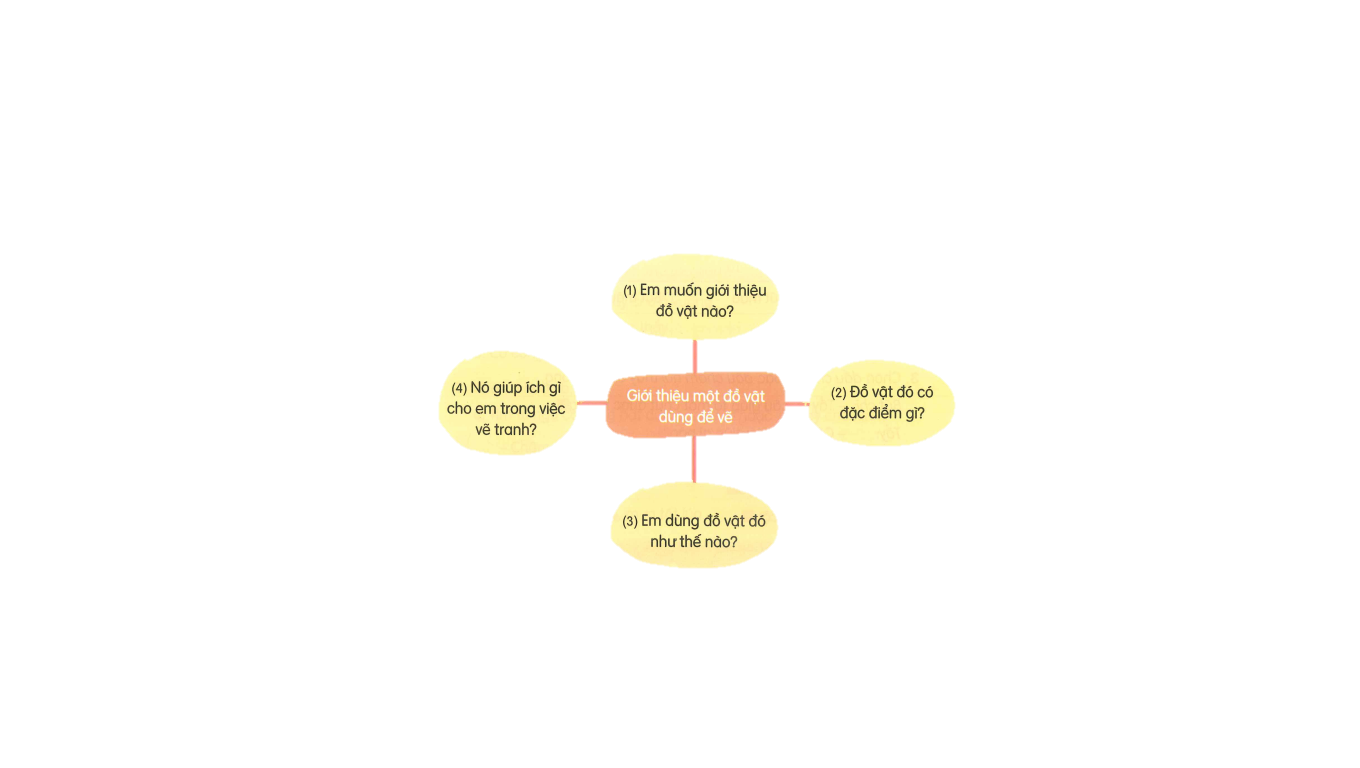 (1) Em muốn giới thiệu
đồ vật nào?
(4) Nó giúp ích gì
cho em trong việc
vẽ tranh?
Giới thiệu một đồ vật
dùng để vẽ
(2) Đồ vật đó có
đặc điểm gì?
(3) Em dùng đồ vật đó
như thế nào?